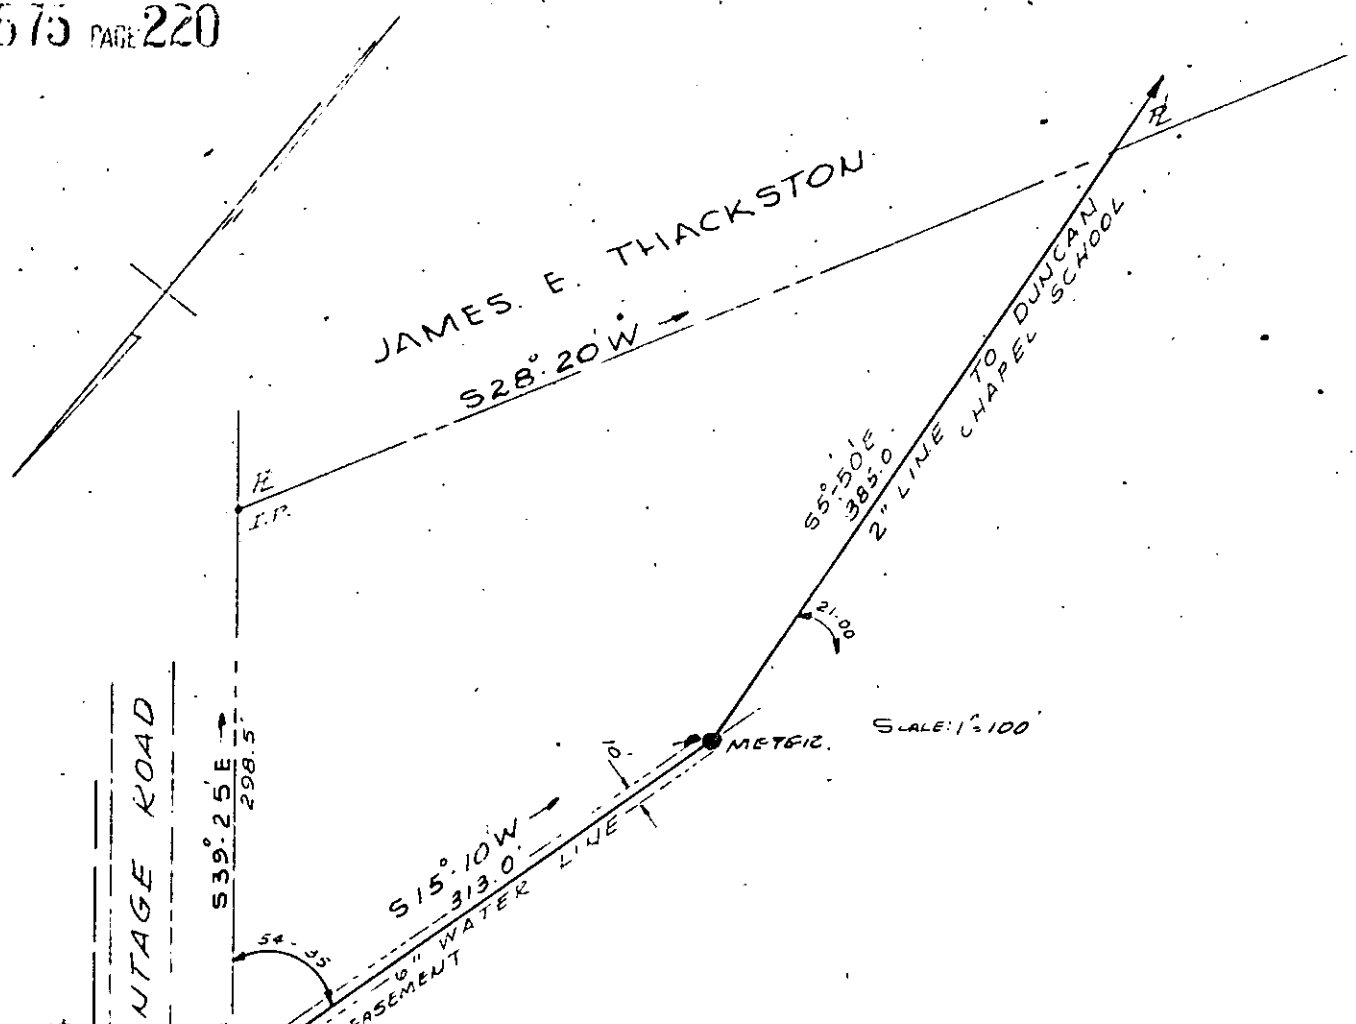 575 PAGE 220
JAMES. E. THACKSTON
S28°.20'W
PL
PL
I.P.
S5°-50'E.
385.0
2" LINE TO DUNCAN
CHAPEL SCHOOL
21-00
METER.
SCALE: 1"=100'
10'
S39°.25'E
298.5'
ROAD
S15°.10'W
313.0'
6" WATER LINE
EASEMENT
54-35